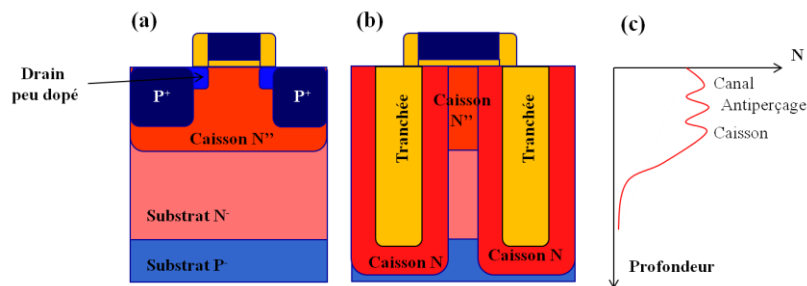 (a)
Drain
peu dopé
P⁺
P⁺
Caisson N’’
Substrat N⁻
Substrat P⁻
(b)
Tranchée
Caisson
N’’
Tranchée
Caisson N
Caisson N
(c)
N
Canal
Antiperçage
Caisson
Profondeur